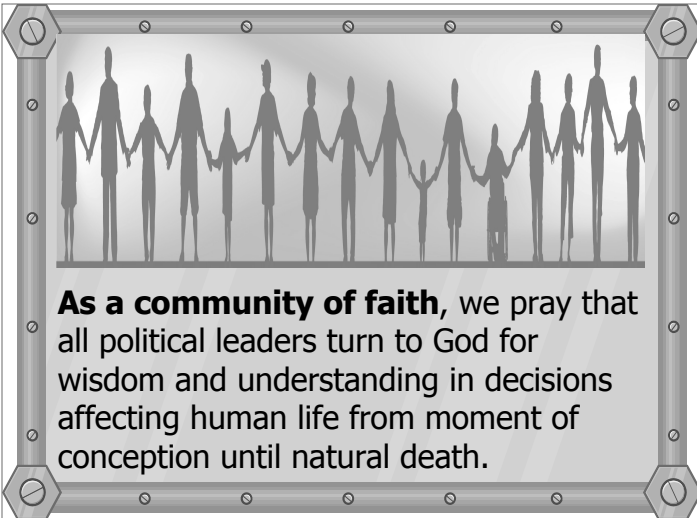 As a community of faith, we pray that
all political leaders turn to God for
wisdom and understanding in decisions
affecting human life from moment of
conception until natural death.